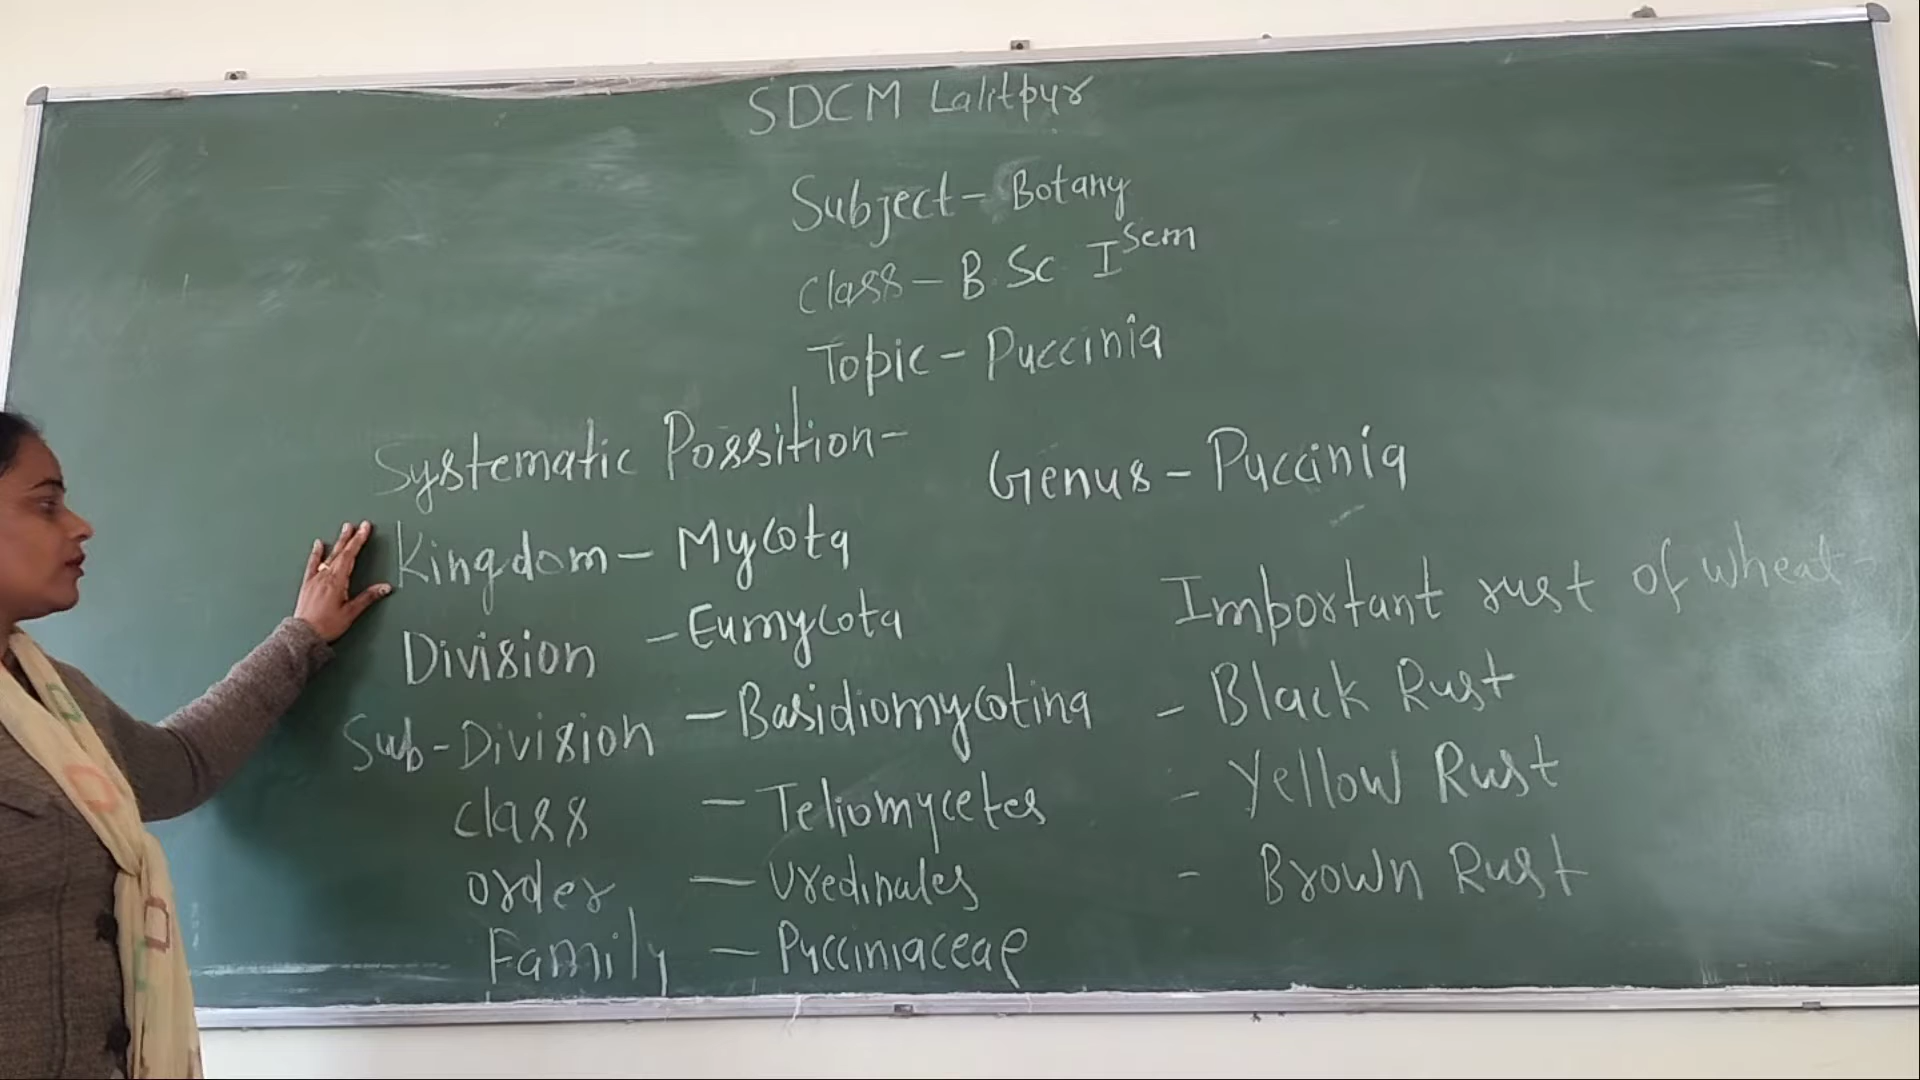 SDCM Lalitpur
Subject - Botany
Class - B.Sc I Sem
Topic - Puccinia
Systematic Possition-
Kingdom - Mycota
Division - Eumycota
Sub-Division - Basidiomycotina
Class - Teliomycetes
Order - Uredinales
Family - Pucciniaceae
Genus - Puccinia
Important rust of wheat-
- Black Rust
- Yellow Rust
- Brown Rust